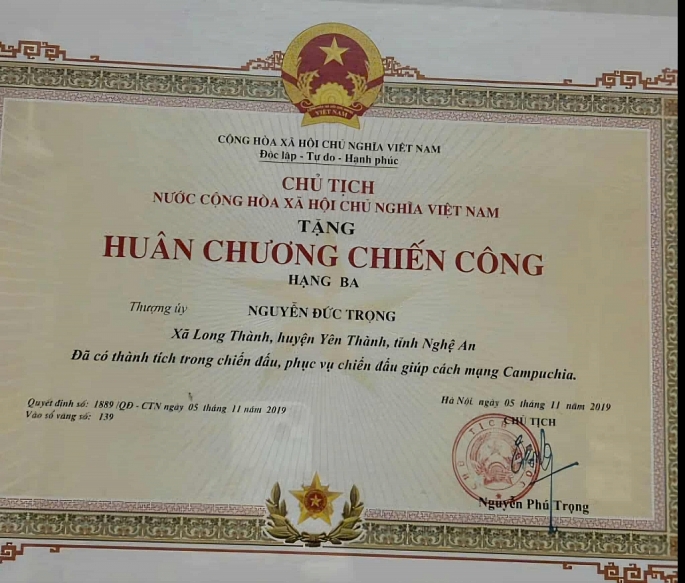 VIỆT NAM
CỘNG HÒA XÃ HỘI CHỦ NGHĨA VIỆT NAM
Độc lập - Tự do - Hạnh phúc
CHỦ TỊCH
NƯỚC CỘNG HÒA XÃ HỘI CHỦ NGHĨA VIỆT NAM
TẶNG
HUÂN CHƯƠNG CHIẾN CÔNG
HẠNG BA
Thượng úy NGUYỄN ĐỨC TRỌNG
Xã Long Thành, huyện Yên Thành, tỉnh Nghệ An
Đã có thành tích trong chiến đấu, phục vụ chiến đấu giúp cách mạng Campuchia.
Quyết định số: 1889 /QĐ - CTN ngày 05 tháng 11 năm 2019
Vào sổ vàng số: 139
Hà Nội, ngày 05 tháng 11 năm 2019
CHỦ TỊCH
Nguyễn Phú Trọng